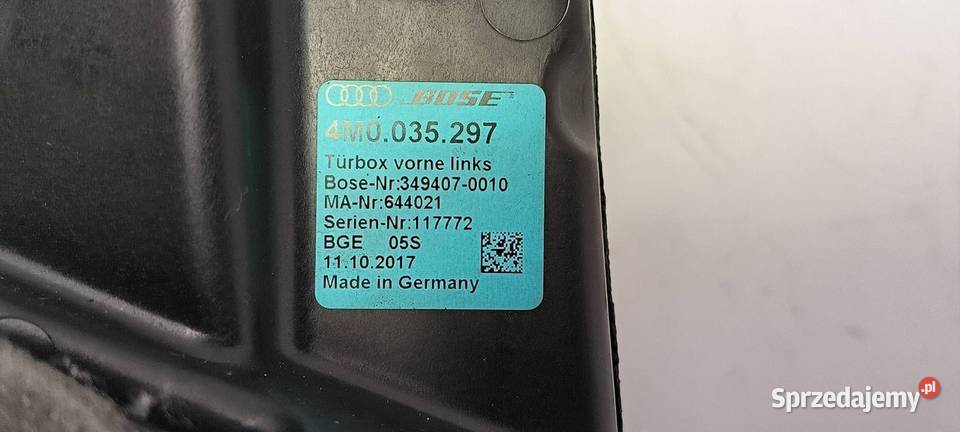 BOSE
4M0.035.297
Türbox vorne links
Bose-Nr:349407-0010
MA-Nr:644021
Serien-Nr:117772
BGE 05S
11.10.2017
Made in Germany
Sprzedajemy.pl